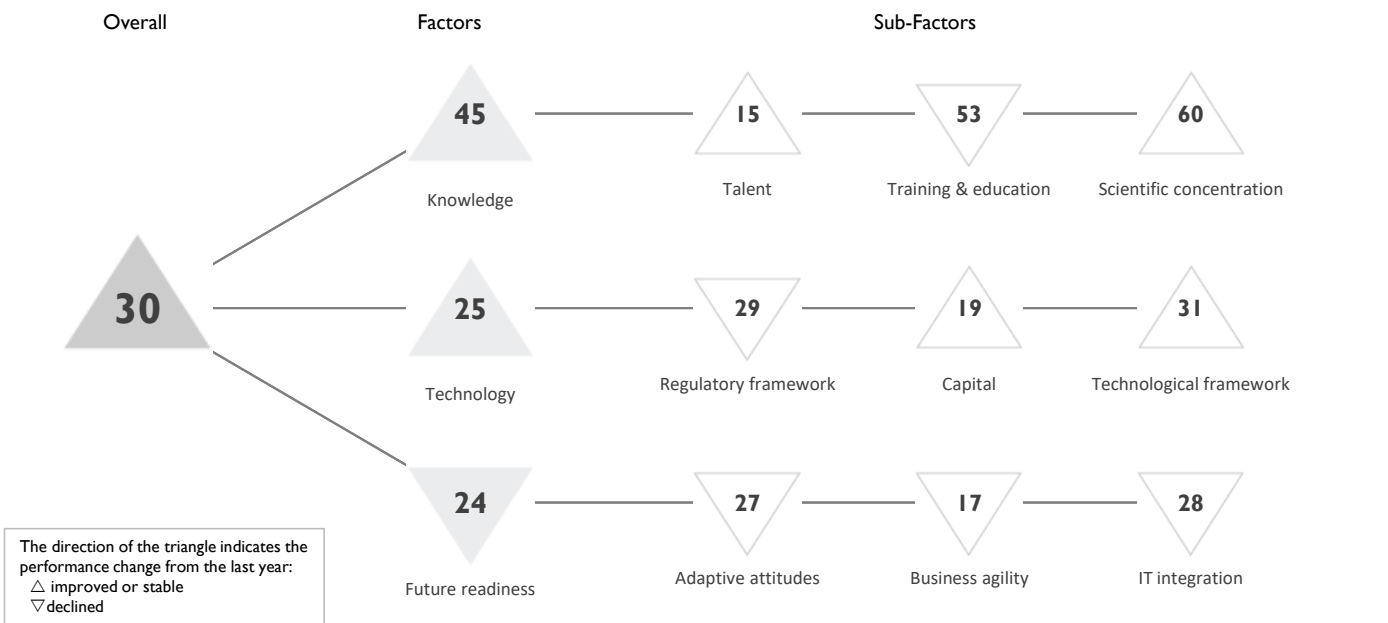 Overall
Factors
Sub-Factors
45
15
53
60
Knowledge
Talent
Training & education
Scientific concentration
30
25
29
19
31
Technology
Regulatory framework
Capital
Technological framework
24
27
17
28
Future readiness
Adaptive attitudes
Business agility
IT integration
The direction of the triangle indicates the
performance change from the last year:
△ improved or stable
▽ declined